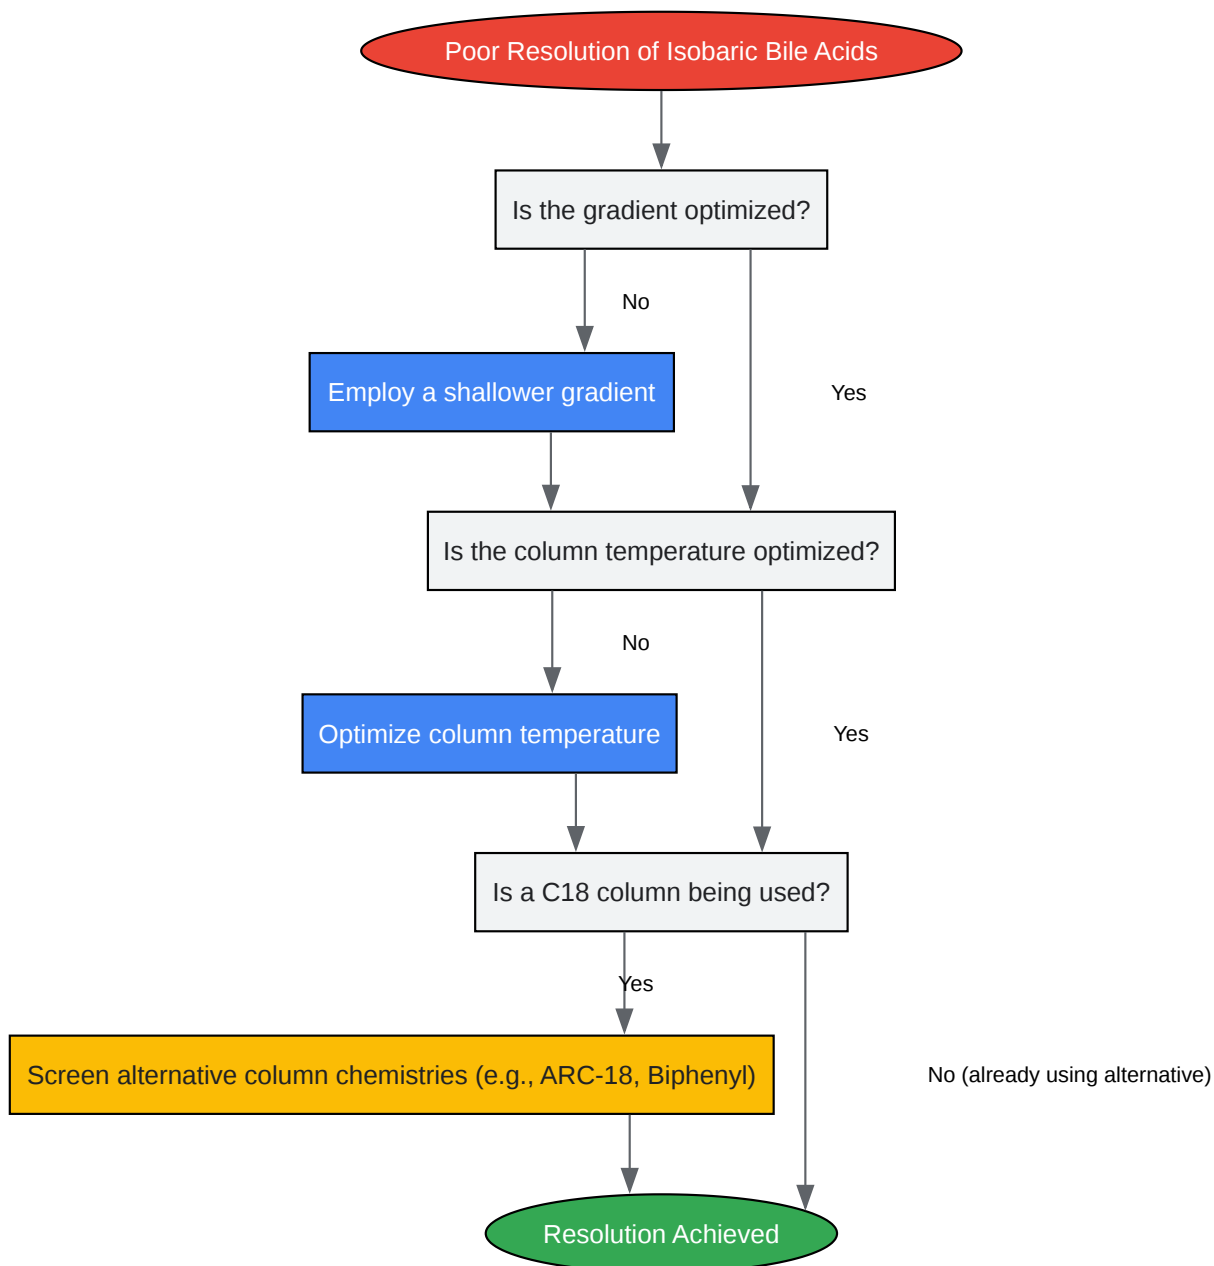 Poor Resolution of Isobaric Bile Acids
Is the gradient optimized?
No
Employ a shallower gradient
Yes
Is the column temperature optimized?
No
Optimize column temperature
Yes
Is a C18 column being used?
Yes
Screen alternative column chemistries (e.g., ARC-18, Biphenyl)
No (already using alternative)
Resolution Achieved